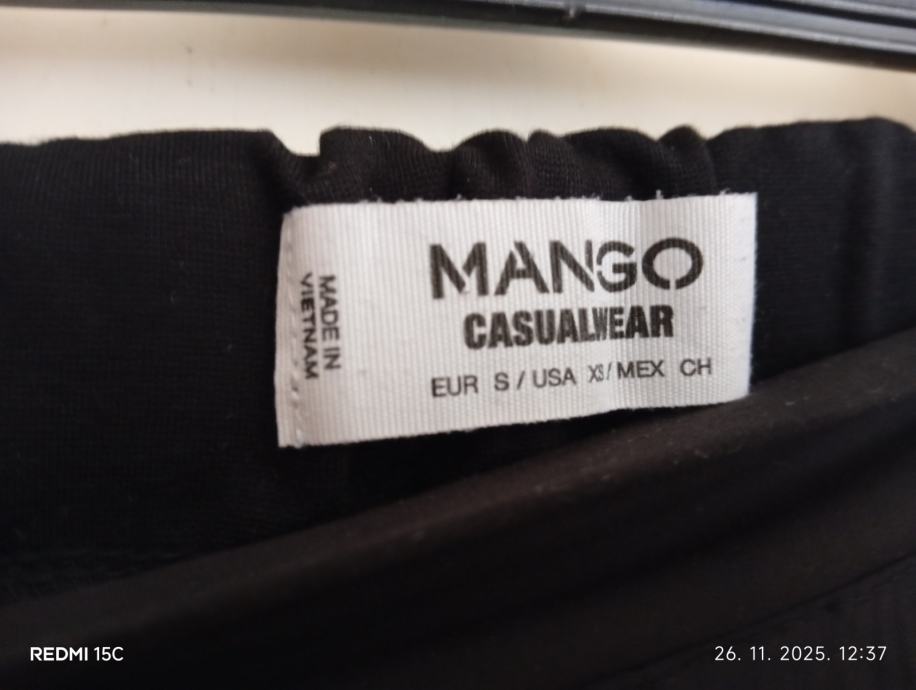 MANGO
CASUALWEAR
EUR S / USA XS / MEX CH
MADE IN
VIETNAM
REDMI 15C
26. 11. 2025. 12:37